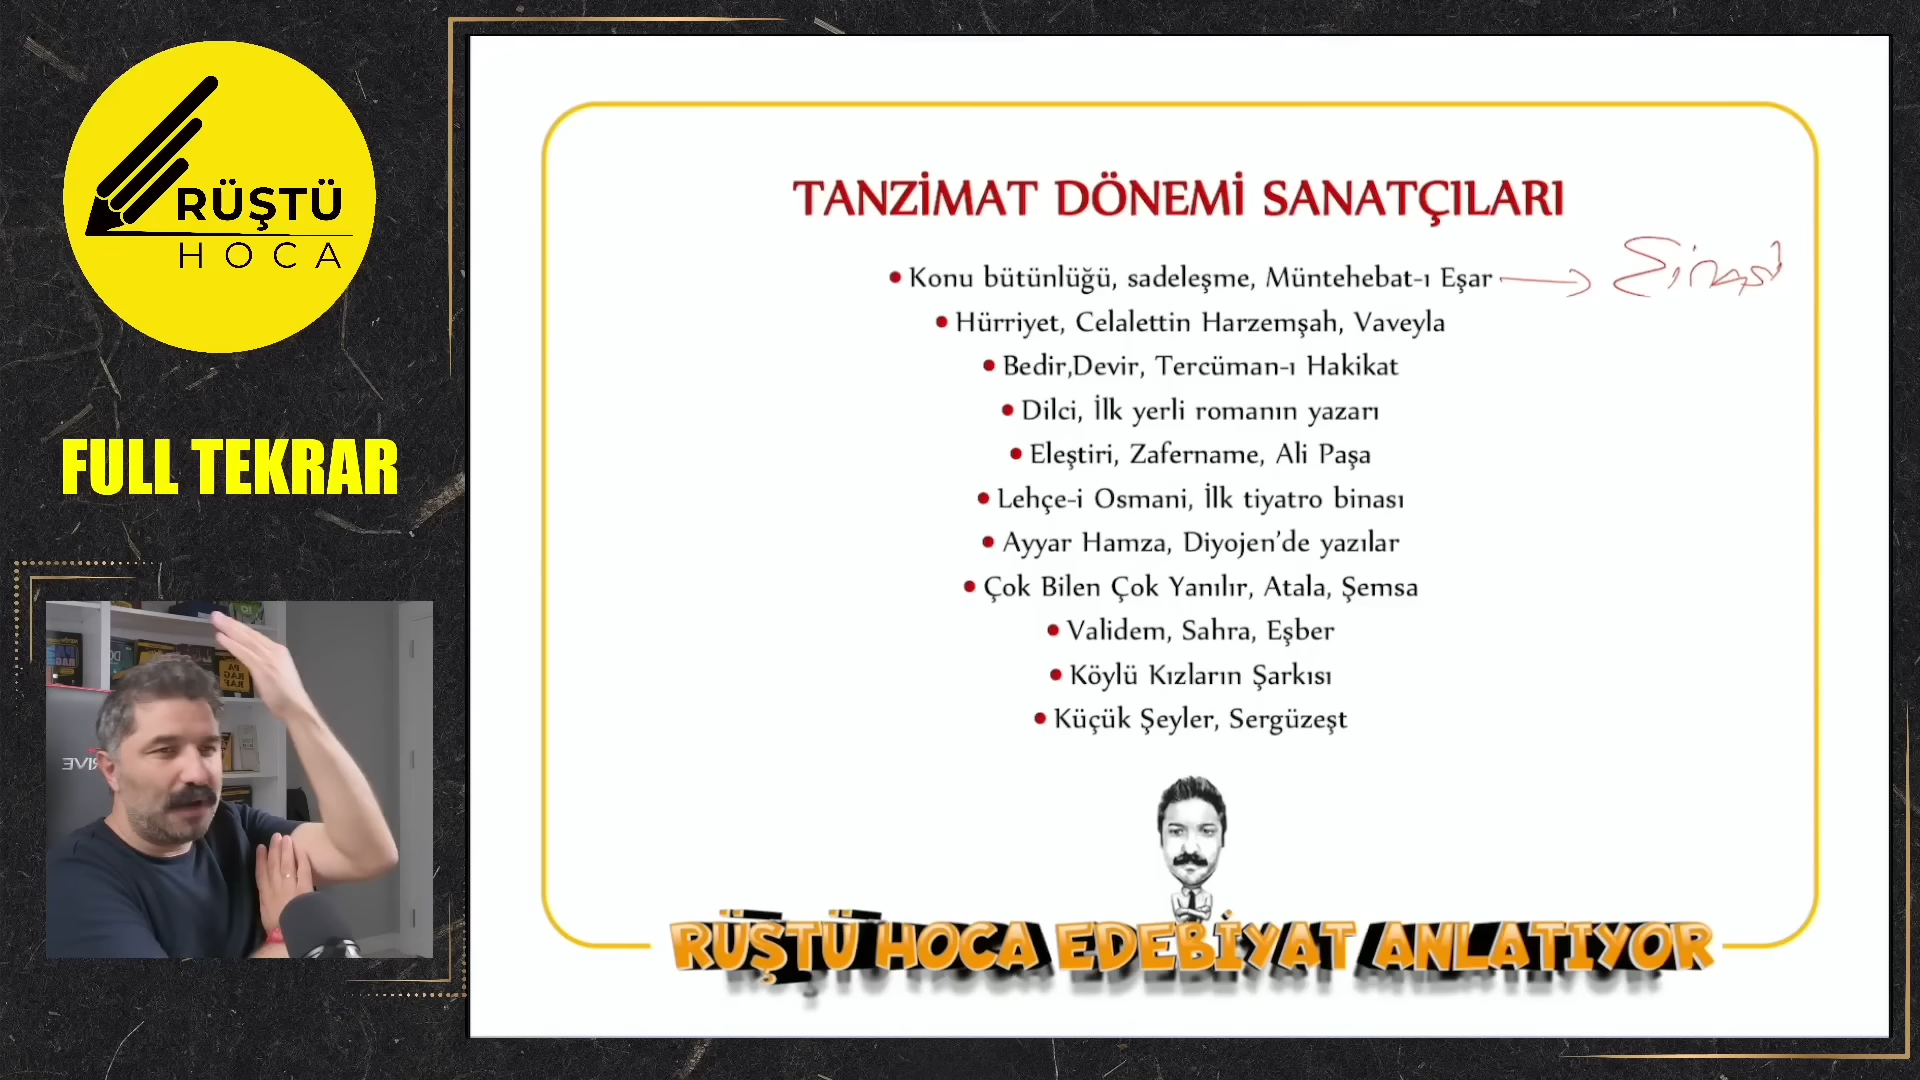 RÜŞTÜ
HOCA
FULL TEKRAR
TANZİMAT DÖNEMİ SANATÇILARI
• Konu bütünlüğü, sadeleşme, Müntehebat-ı Eşar → Şinasi
• Hürriyet, Celalettin Harzemşah, Vaveyla
• Bedir,Devir, Tercüman-ı Hakikat
• Dilci, İlk yerli romanın yazarı
• Eleştiri, Zafername, Ali Paşa
• Lehçe-i Osmani, İlk tiyatro binası
• Ayyar Hamza, Diyojen’de yazılar
• Çok Bilen Çok Yanılır, Atala, Şemsa
• Validem, Sahra, Eşber
• Köylü Kızların Şarkısı
• Küçük Şeyler, Sergüzeşt
RÜŞTÜ HOCA EDEBİYAT ANLATIYOR